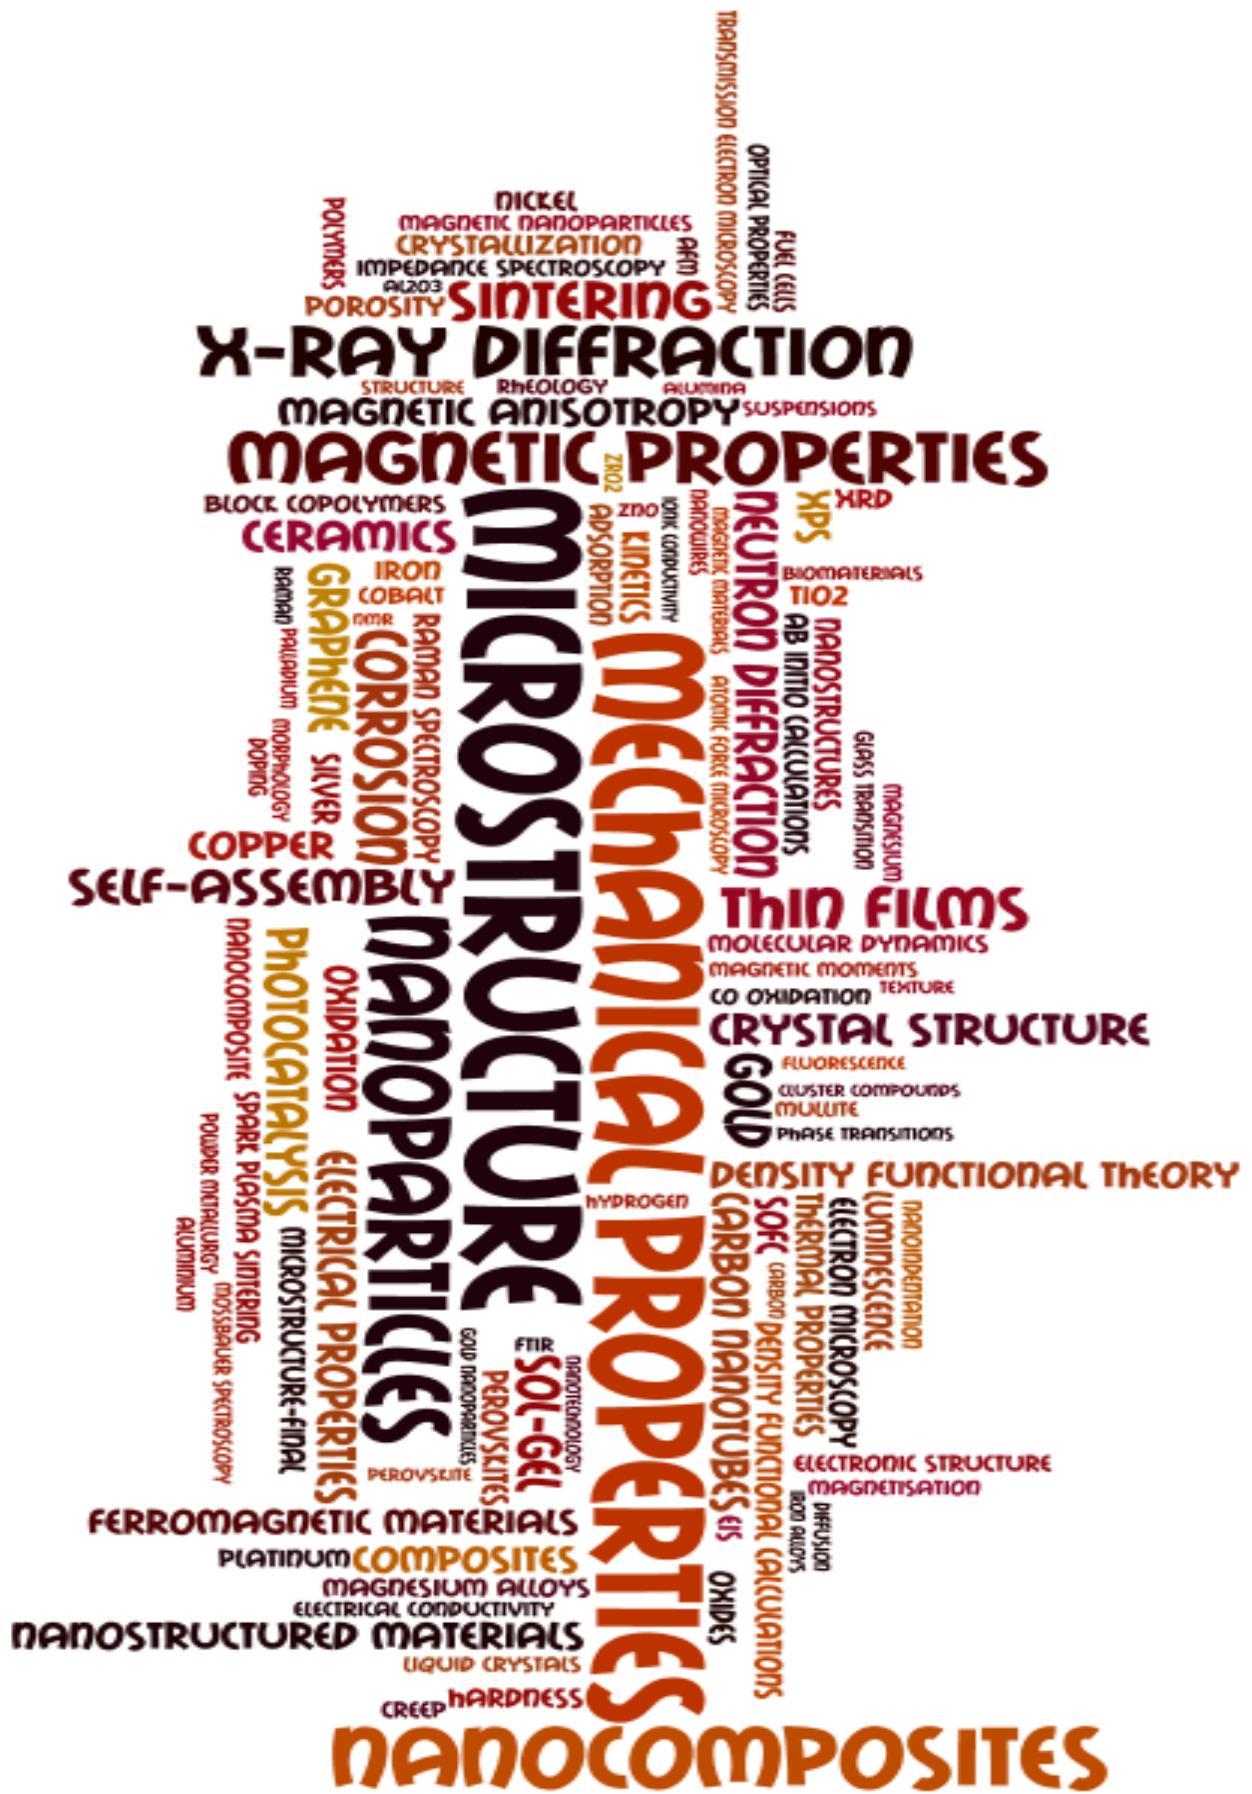 TRANSMISSION ELECTRON MICROSCOPY
OPTICAL PROPERTIES
FUEL CELLS
NICKEL
POLYMERS
MAGNETIC NANOPARTICLES
CRYSTALLIZATION
AFM
IMPEDANCE SPECTROSCOPY
AL2O3
POROSITY
SINTERING
X-RAY DIFFRACTION
STRUCTURE
RHEOLOGY
ALUMINA
MAGNETIC ANISOTROPY
SUSPENSIONS
MAGNETIC PROPERTIES
ZRO2
BLOCK COPOLYMERS
CERAMICS
MICROSTRUCTURE
ADSORPTION
ZNO
KINETICS
IONIC CONDUCTIVITY
NANOWIRES
MAGNETIC MATERIALS
NEUTRON DIFFRACTION
XPS
XRD
BIOMATERIALS
TIO2
IRON
COBALT
NMR
RAMAN
GRAPHENE
PALLADIUM
CORROSION
RAMAN SPECTROSCOPY
MECHANICAL PROPERTIES
ATOMIC FORCE MICROSCOPY
AB INITIO CALCULATIONS
NANOSTRUCTURES
GLASS TRANSITION
MAGNESIUM
MORPHOLOGY
DOPING
SILVER
COPPER
SELF-ASSEMBLY
THIN FILMS
MOLECULAR DYNAMICS
MAGNETIC MOMENTS
TEXTURE
CO OXIDATION
CRYSTAL STRUCTURE
NANOCOMPOSITE
PHOTOCATALYSIS
OXIDATION
NANOPARTICLES
GOLD
FLUORESCENCE
CLUSTER COMPOUNDS
MULLITE
PHASE TRANSITIONS
DENSITY FUNCTIONAL THEORY
SPARK PLASMA SINTERING
POWDER METALLURGY
ALUMINIUM
MOSSBAUER SPECTROSCOPY
MICROSTRUCTURE-FINAL
ELECTRICAL PROPERTIES
HYDROGEN
CARBON NANOTUBES
SOFC
CARBON
THERMAL PROPERTIES
ELECTRON MICROSCOPY
LUMINESCENCE
NANOINDENTATION
DENSITY FUNCTIONAL CALCULATIONS
GOLD NANOPARTICLES
FTIR
SOL-GEL
NANOTECHNOLOGY
PEROVSKITES
PEROVSKITE
ELECTRONIC STRUCTURE
MAGNETISATION
IRON ALLOYS
DIFFUSION
FERROMAGNETIC MATERIALS
EIS
PLATINUM
COMPOSITES
MAGNESIUM ALLOYS
OXIDES
ELECTRICAL CONDUCTIVITY
NANOSTRUCTURED MATERIALS
LIQUID CRYSTALS
CREEP
HARDNESS
NANOCOMPOSITES